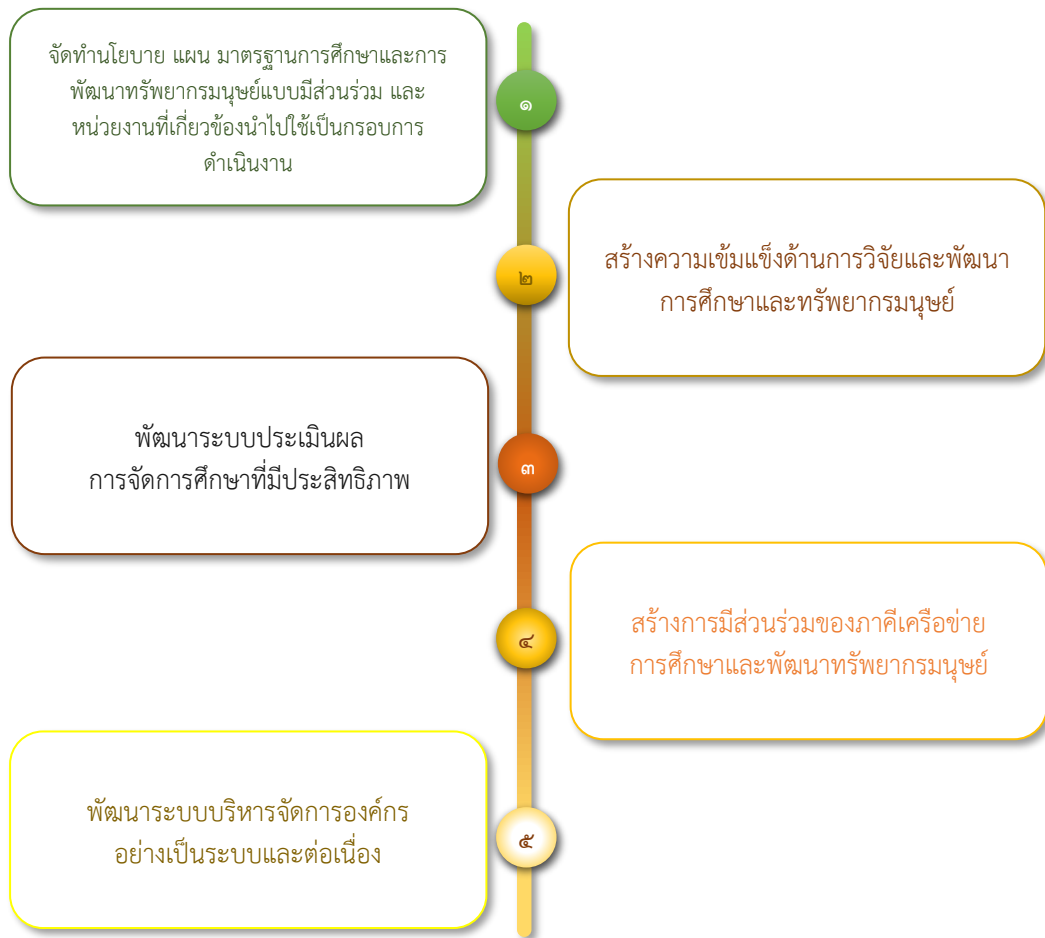 จัดทำนโยบาย แผน มาตรฐานการศึกษาและการ
พัฒนาทรัพยากรมนุษย์แบบมีส่วนร่วม และ
หน่วยงานที่เกี่ยวข้องนำไปใช้เป็นกรอบการ
ดำเนินงาน
๑
สร้างความเข้มแข็งด้านการวิจัยและพัฒนา
การศึกษาและทรัพยากรมนุษย์
๒
พัฒนาระบบประเมินผล
การจัดการศึกษาที่มีประสิทธิภาพ
๓
สร้างการมีส่วนร่วมของภาคีเครือข่าย
การศึกษาและพัฒนาทรัพยากรมนุษย์
๔
พัฒนาระบบบริหารจัดการองค์กร
อย่างเป็นระบบและต่อเนื่อง
๕